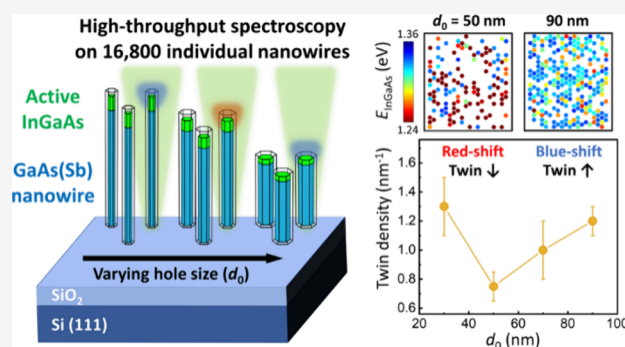 High-throughput spectroscopy
on 16,800 individual nanowires
Active
InGaAs
GaAs(Sb)
nanowire
Varying hole size (d₀)
SiO₂
Si (111)
d₀ = 50 nm
90 nm
1.36
E_InGaAs (eV)
1.24
Red-shift
Twin ↓
Blue-shift
Twin ↑
Twin density (nm⁻¹)
1.6
1.4
1.2
1.0
0.8
0.6
20
40
60
80
100
d₀ (nm)